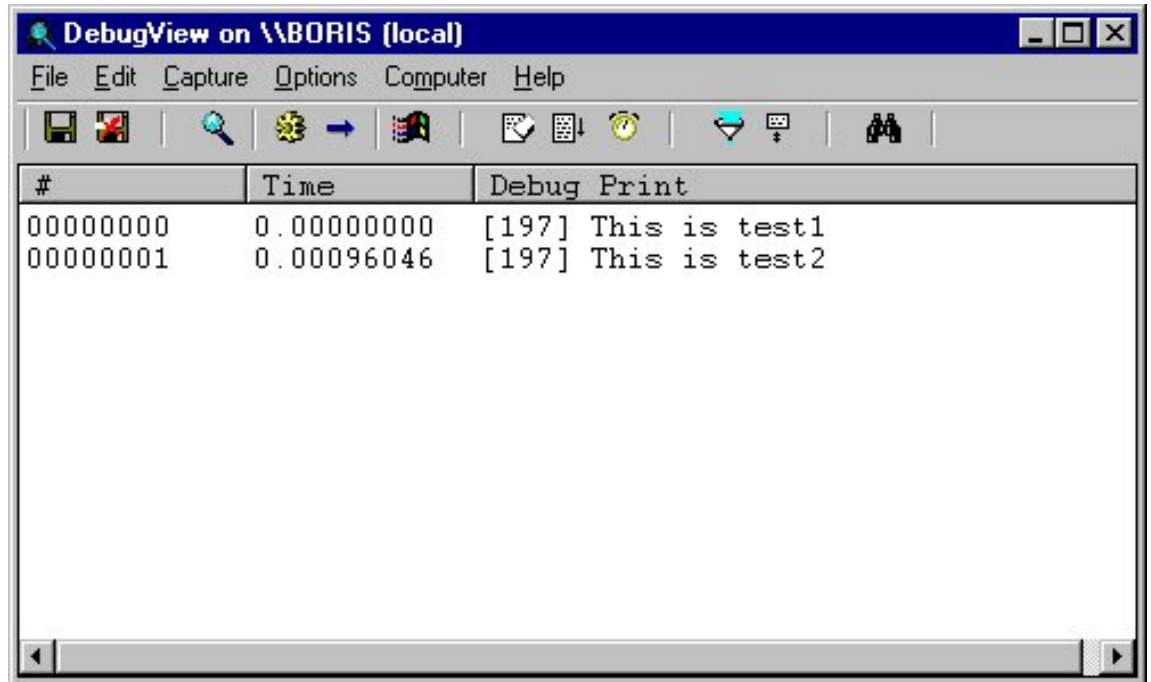 DebugView on \\BORIS (local)
File Edit Capture Options Computer Help
# Time Debug Print
00000000 0.00000000 [197] This is test1
00000001 0.00096046 [197] This is test2